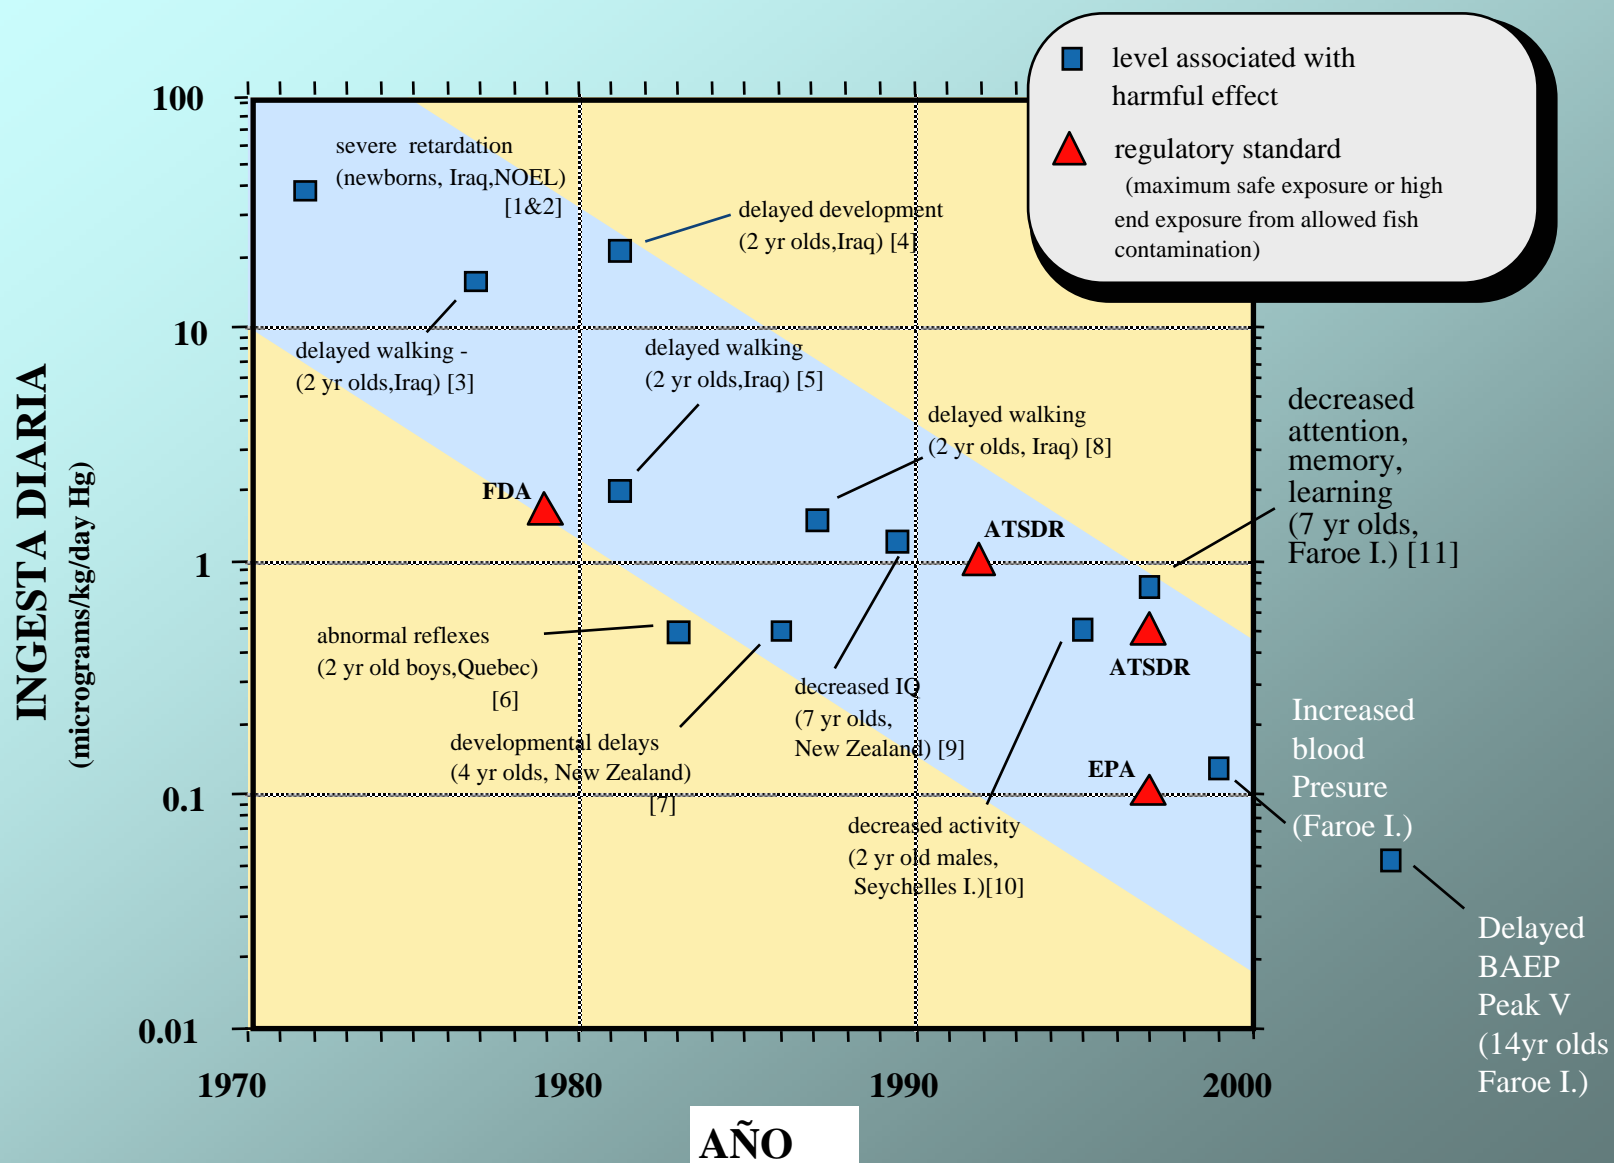 level associated with
harmful effect
regulatory standard
(maximum safe exposure or high
end exposure from allowed fish
contamination)
INGESTA DIARIA
(micrograms/kg/day Hg)
100
10
1
0.1
0.01
severe retardation
(newborns, Iraq,NOEL)
[1&2]
delayed development
(2 yr olds,Iraq) [4]
delayed walking -
(2 yr olds,Iraq) [3]
delayed walking
(2 yr olds,Iraq) [5]
delayed walking
(2 yr olds, Iraq) [8]
decreased
attention,
memory,
learning
(7 yr olds,
Faroe I.) [11]
FDA
ATSDR
abnormal reflexes
(2 yr old boys,Quebec)
[6]
developmental delays
(4 yr olds, New Zealand)
[7]
decreased IQ
(7 yr olds,
New Zealand) [9]
ATSDR
EPA
decreased activity
(2 yr old males,
Seychelles I.)[10]
Increased
blood
Presure
(Faroe I.)
Delayed
BAEP
Peak V
(14yr olds
Faroe I.)
1970
1980
1990
2000
AÑO